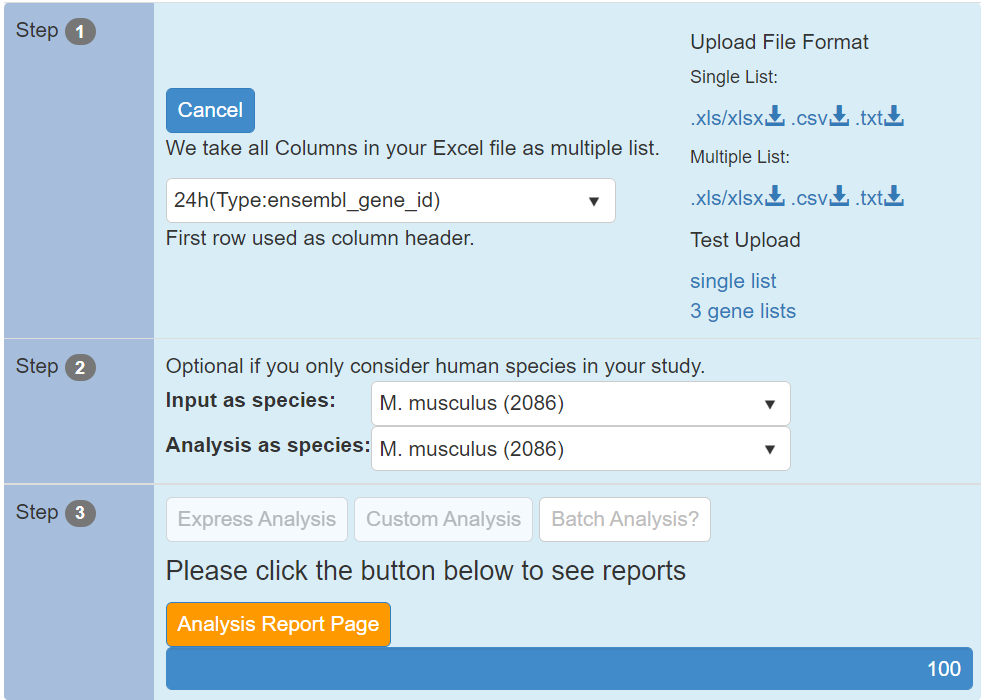 Step 1
Cancel
We take all Columns in your Excel file as multiple list.
24h(Type:ensembl_gene_id)
First row used as column header.
Upload File Format
Single List:
.xls/xlsx .csv .txt
Multiple List:
.xls/xlsx .csv .txt
Test Upload
single list
3 gene lists
Step 2
Optional if you only consider human species in your study.
Input as species: M. musculus (2086)
Analysis as species: M. musculus (2086)
Step 3
Express Analysis Custom Analysis Batch Analysis?
Please click the button below to see reports
Analysis Report Page
100